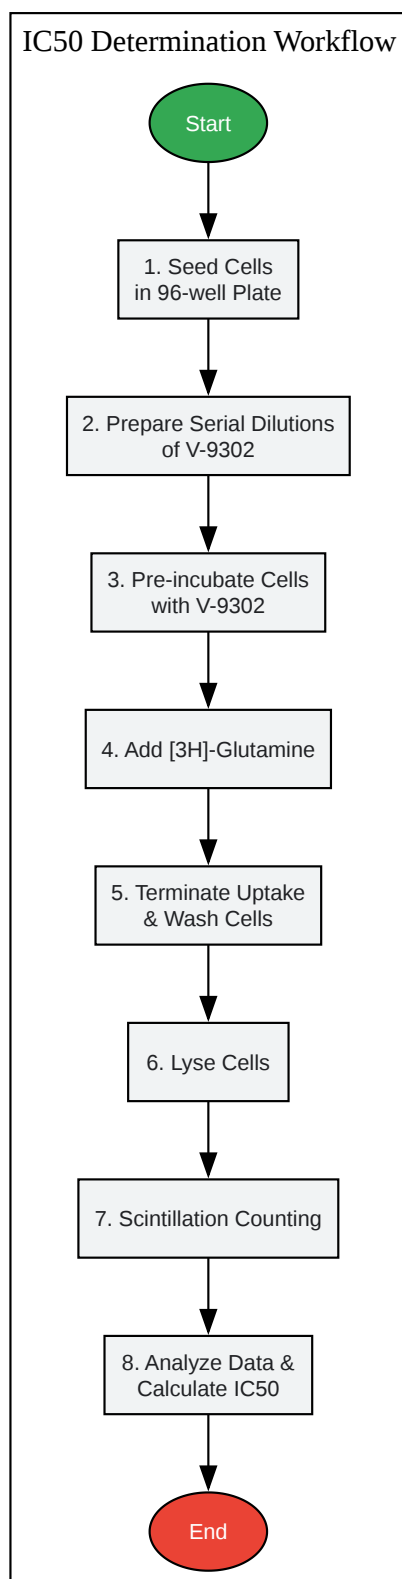 IC50 Determination Workflow
Start
1. Seed Cells
in 96-well Plate
2. Prepare Serial Dilutions
of V-9302
3. Pre-incubate Cells
with V-9302
4. Add [3H]-Glutamine
5. Terminate Uptake
& Wash Cells
6. Lyse Cells
7. Scintillation Counting
8. Analyze Data &
Calculate IC50
End